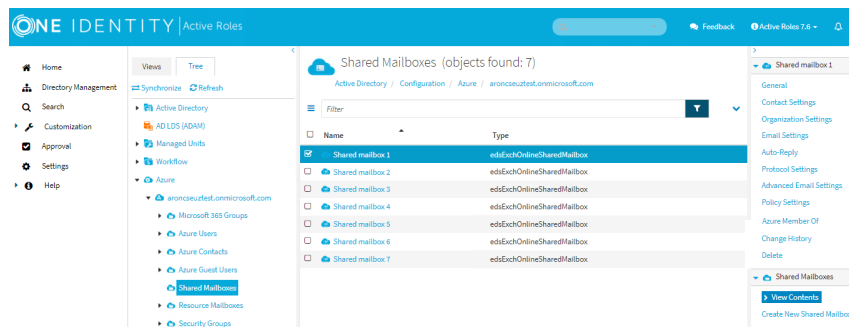 ONE IDENTITY Active Roles
Feedback
Active Roles 7.6
Home
Directory Management
Search
Customization
Approval
Settings
Help
Views Tree
Synchronize Refresh
Active Directory
AD LDS (ADAM)
Managed Units
Workflow
Azure
aroncseuztest.onmicrosoft.com
Microsoft 365 Groups
Azure Users
Azure Contacts
Azure Guest Users
Shared Mailboxes
Resource Mailboxes
Security Groups
Shared Mailboxes (objects found: 7)
Active Directory / Configuration / Azure / aroncseuztest.onmicrosoft.com
Filter
Name Type
Shared mailbox 1 edsExchOnlineSharedMailbox
Shared mailbox 2 edsExchOnlineSharedMailbox
Shared mailbox 3 edsExchOnlineSharedMailbox
Shared mailbox 4 edsExchOnlineSharedMailbox
Shared mailbox 5 edsExchOnlineSharedMailbox
Shared mailbox 6 edsExchOnlineSharedMailbox
Shared mailbox 7 edsExchOnlineSharedMailbox
Shared mailbox 1
General
Contact Settings
Organization Settings
Email Settings
Auto-Reply
Protocol Settings
Advanced Email Settings
Policy Settings
Azure Member Of
Change History
Delete
Shared Mailboxes
View Contents
Create New Shared Mailbo